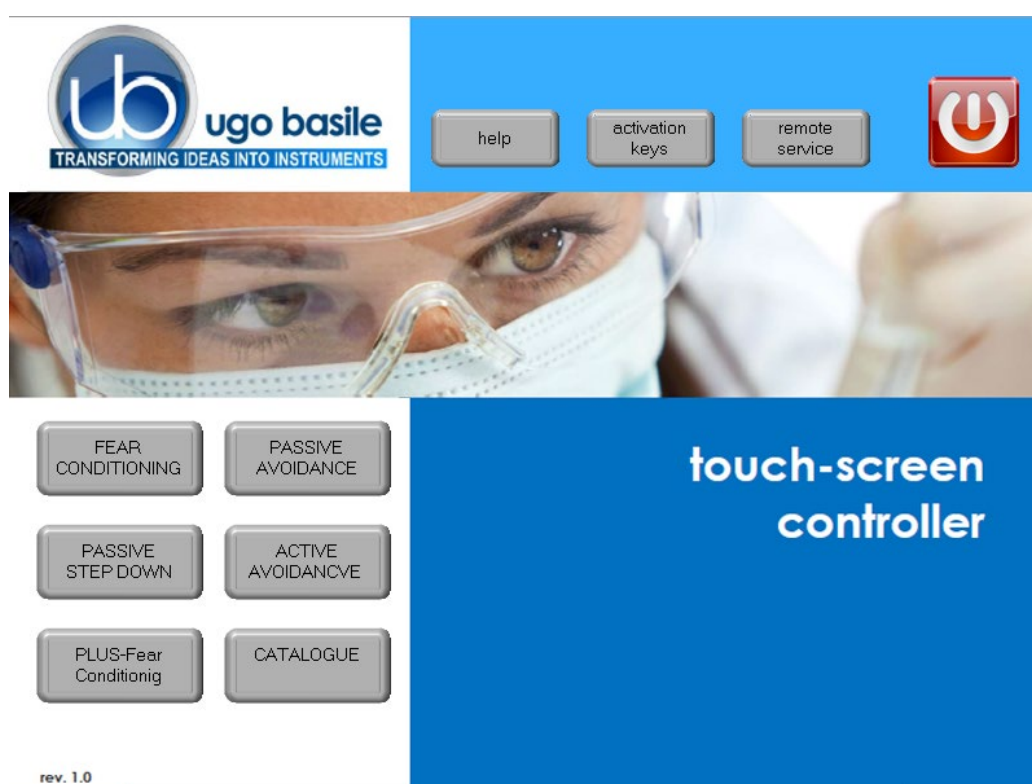 ub
ugo basile
TRANSFORMING IDEAS INTO INSTRUMENTS
help
activation
keys
remote
service
FEAR
CONDITIONING
PASSIVE
AVOIDANCE
PASSIVE
STEP DOWN
ACTIVE
AVOIDANCVE
PLUS-Fear
Conditionig
CATALOGUE
touch-screen
controller
rev. 1.0